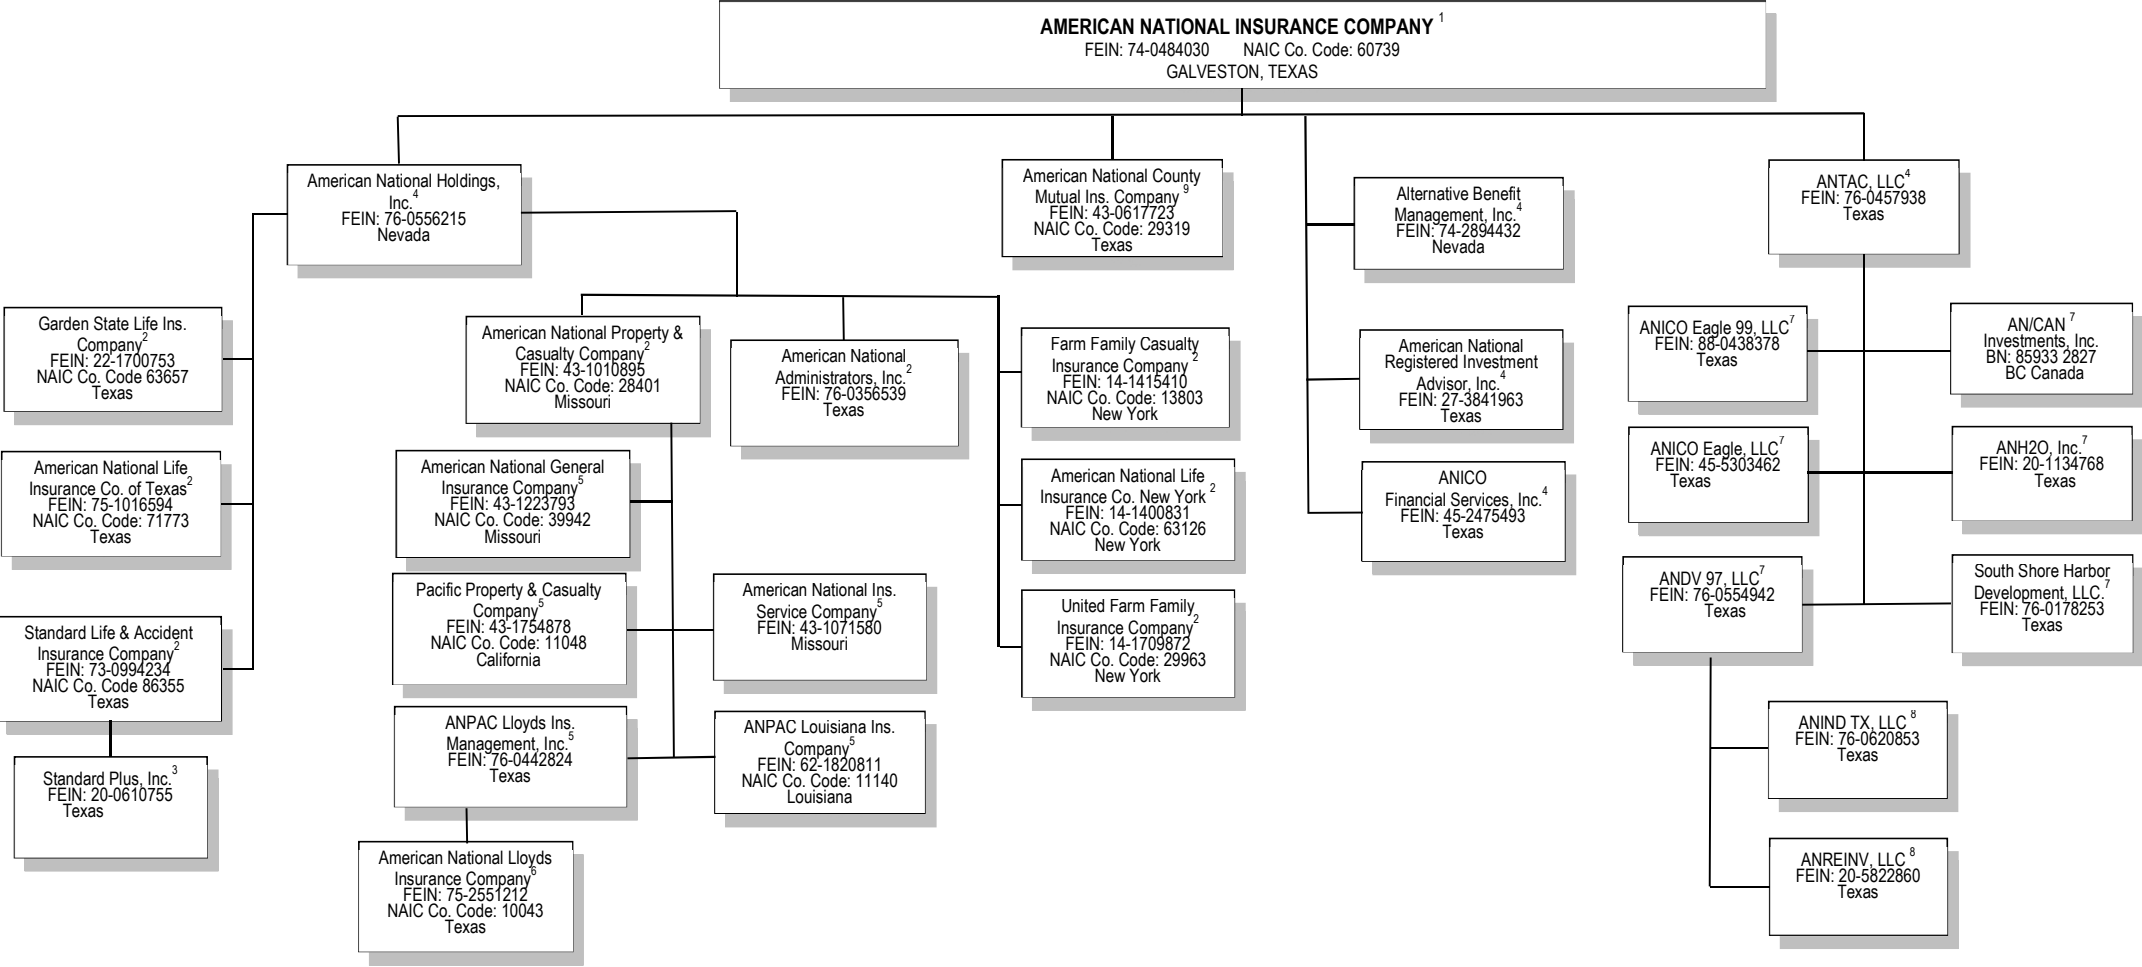 AMERICAN NATIONAL INSURANCE COMPANY 1
FEIN: 74-0484030 NAIC Co. Code: 60739
GALVESTON, TEXAS
American National Holdings,
Inc.4
FEIN: 76-0556215
Nevada
American National County
Mutual Ins. Company 9
FEIN: 43-0617723
NAIC Co. Code: 29319
Texas
Alternative Benefit
Management, Inc.4
FEIN: 74-2894432
Nevada
ANTAC, LLC4
FEIN: 76-0457938
Texas
Garden State Life Ins.
Company2
FEIN: 22-1700753
NAIC Co. Code 63657
Texas
American National Property &
Casualty Company2
FEIN: 43-1010895
NAIC Co. Code: 28401
Missouri
American National
Administrators, Inc.2
FEIN: 76-0356539
Texas
Farm Family Casualty
Insurance Company 2
FEIN: 14-1415410
NAIC Co. Code: 13803
New York
American National
Registered Investment
Advisor, Inc.4
FEIN: 27-3841963
Texas
ANICO Eagle 99, LLC7
FEIN: 88-0438378
Texas
AN/CAN 7
Investments, Inc.
BN: 85933 2827
BC Canada
American National Life
Insurance Co. of Texas2
FEIN: 75-1016594
NAIC Co. Code: 71773
Texas
American National General
Insurance Company5
FEIN: 43-1223793
NAIC Co. Code: 39942
Missouri
American National Life
Insurance Co. New York 2
FEIN: 14-1400831
NAIC Co. Code: 63126
New York
ANICO
Financial Services, Inc.4
FEIN: 45-2475493
Texas
ANICO Eagle, LLC7
FEIN: 45-5303462
Texas
ANH2O, Inc.7
FEIN: 20-1134768
Texas
Standard Life & Accident
Insurance Company2
FEIN: 73-0994234
NAIC Co. Code 86355
Texas
Pacific Property & Casualty
Company5
FEIN: 43-1754878
NAIC Co. Code: 11048
California
American National Ins.
Service Company5
FEIN: 43-1071580
Missouri
United Farm Family
Insurance Company2
FEIN: 14-1709872
NAIC Co. Code: 29963
New York
ANDV 97, LLC7
FEIN: 76-0554942
Texas
South Shore Harbor
Development, LLC.7
FEIN: 76-0178253
Texas
Standard Plus, Inc.3
FEIN: 20-0610755
Texas
ANPAC Lloyds Ins.
Management, Inc.5
FEIN: 76-0442824
Texas
ANPAC Louisiana Ins.
Company5
FEIN: 62-1820811
NAIC Co. Code: 11140
Louisiana
ANIND TX, LLC 8
FEIN: 76-0620853
Texas
American National Lloyds
Insurance Company6
FEIN: 75-2551212
NAIC Co. Code: 10043
Texas
ANREINV, LLC 8
FEIN: 20-5822860
Texas